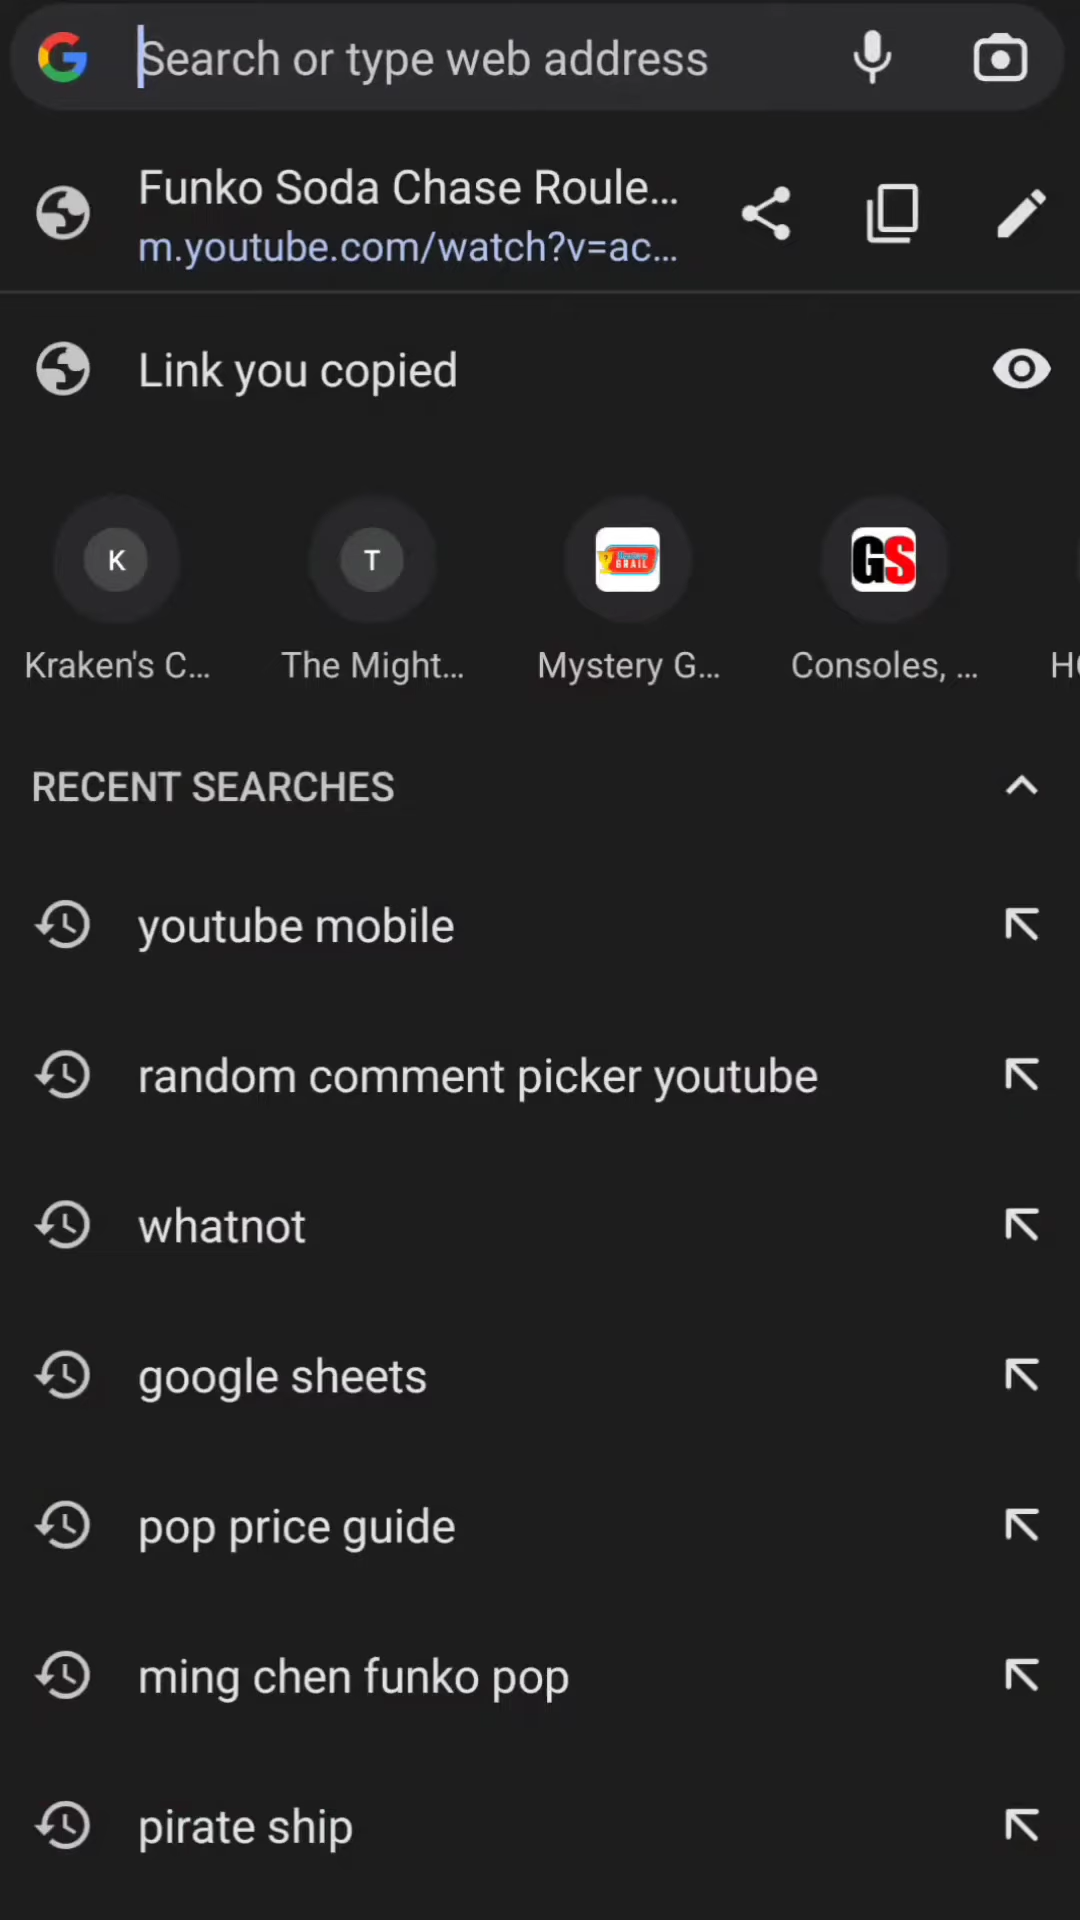 Search or type web address
Funko Soda Chase Roule...
m.youtube.com/watch?v=ac...
Link you copied
K
T
GRAIL
GS
Kraken's C...
The Might...
Mystery G...
Consoles, ...
RECENT SEARCHES
youtube mobile
random comment picker youtube
whatnot
google sheets
pop price guide
ming chen funko pop
pirate ship